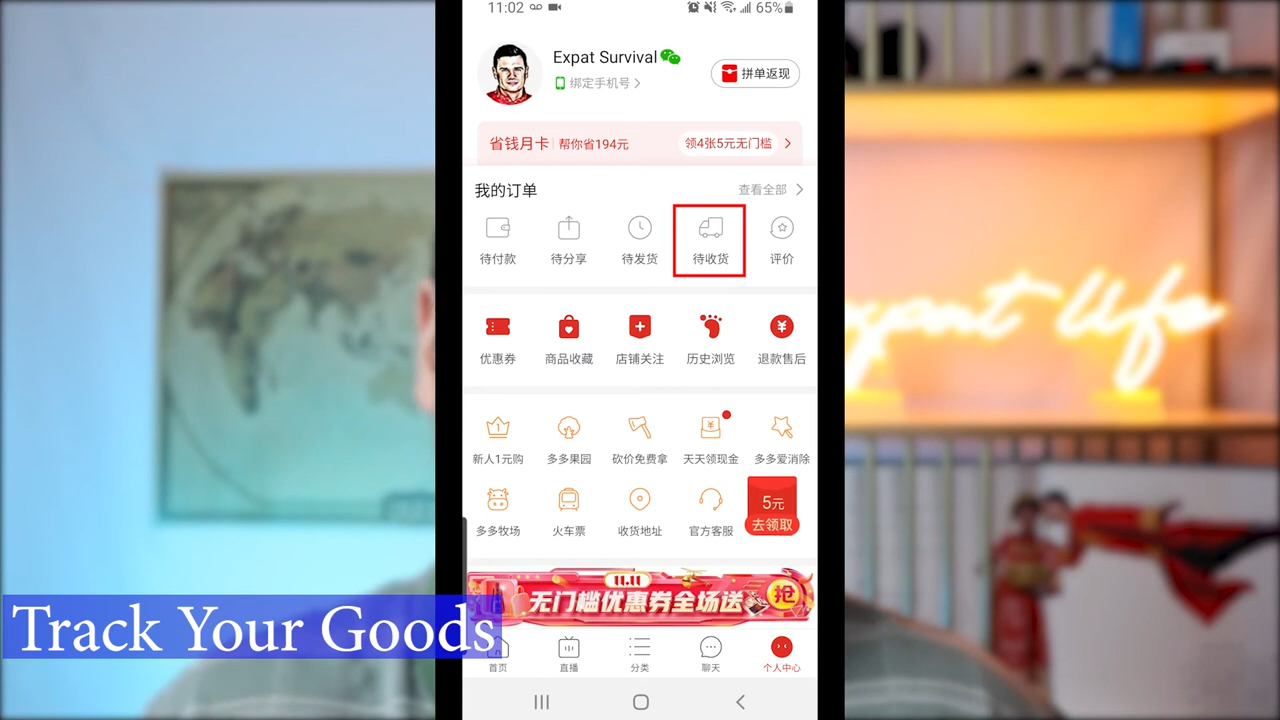 11:02
65%
Expat Survival
绑定手机号
拼单返现
省钱月卡 帮你省194元
领4张5元无门槛
我的订单
查看全部
待付款 待分享 待发货 待收货 评价
优惠券 商品收藏 店铺关注 历史浏览 退款售后
新人1元购 多多果园 砍价免费拿 天天领现金 多多爱消除
多多牧场 火车票 收货地址 官方客服
5元
去领取
11.11
无门槛优惠券全场送
抢
首页 直播 分类 聊天 个人中心
Track Your Goods
expat life